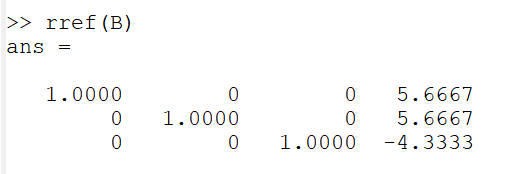 >> rref(B)
ans =
1.0000 0 0 5.6667
0 1.0000 0 5.6667
0 0 1.0000 -4.3333